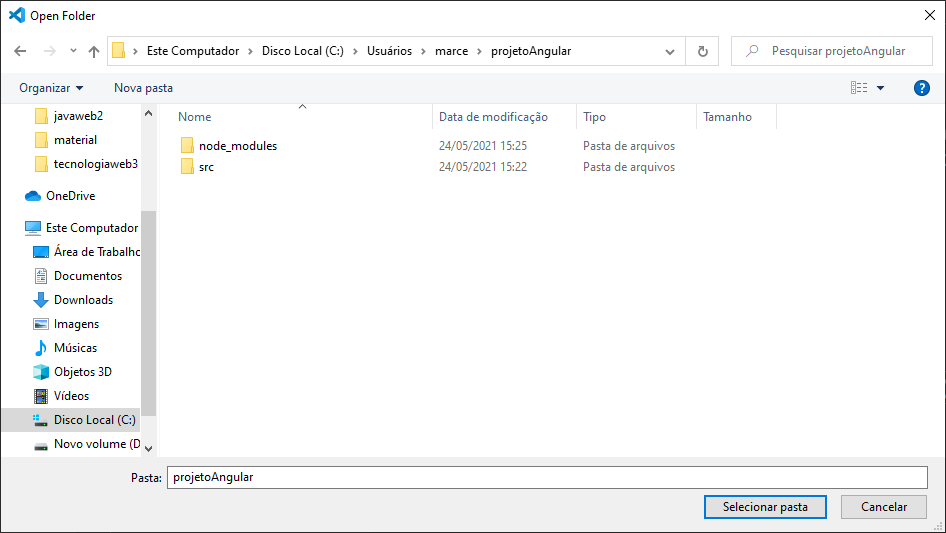 Open Folder
Este Computador > Disco Local (C:) > Usuários > marce > projetoAngular
Pesquisar projetoAngular
Organizar
Nova pasta
?
javaweb2
material
tecnologiaweb3
OneDrive
Este Computador
Área de Trabalho
Documentos
Downloads
Imagens
Músicas
Objetos 3D
Vídeos
Disco Local (C:)
Novo volume (D
Nome Data de modificação Tipo Tamanho
node_modules 24/05/2021 15:25 Pasta de arquivos
src 24/05/2021 15:22 Pasta de arquivos
Pasta: projetoAngular
Selecionar pasta Cancelar